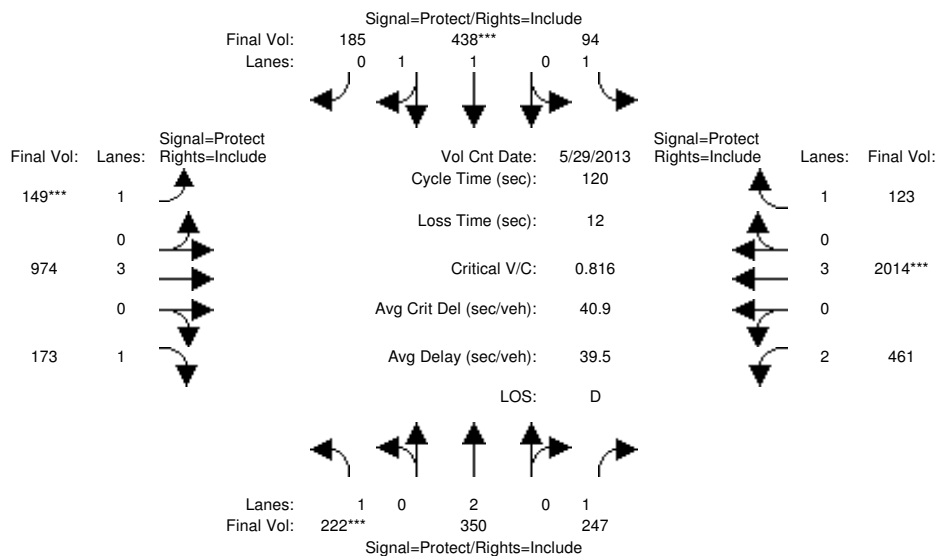 Signal=Protect/Rights=Include
Final Vol: 185 438*** 94
Lanes: 0 1 1 0 1
Signal=Protect Signal=Protect
Final Vol: Lanes: Rights=Include Vol Cnt Date: 5/29/2013 Rights=Include Lanes: Final Vol:
Cycle Time (sec): 120
149*** 1 1 123
Loss Time (sec): 12
0 0
974 3 Critical V/C: 0.816 3 2014***
0 Avg Crit Del (sec/veh): 40.9 0
173 1 Avg Delay (sec/veh): 39.5 2 461
LOS: D
Lanes: 1 0 2 0 1
Final Vol: 222*** 350 247
Signal=Protect/Rights=Include